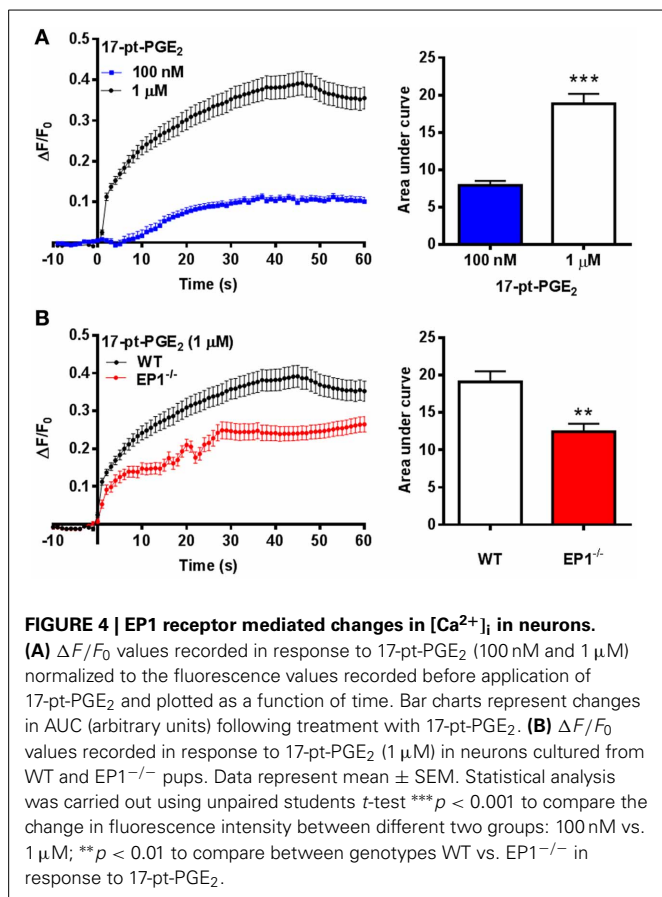 A
17-pt-PGE₂
100 nM
1 μM
ΔF/F₀
0.4
0.3
0.2
0.1
-10
0
10
20
30
40
50
60
Time (s)
Area under curve
25
20
15
10
5
0
***
100 nM
1 μM
17-pt-PGE₂
B
17-pt-PGE₂ (1 μM)
WT
EP1⁻/⁻
ΔF/F₀
0.4
0.3
0.2
0.1
-10
0
10
20
30
40
50
60
Time (s)
Area under curve
25
20
15
10
5
0
**
WT
EP1⁻/⁻
FIGURE 4 | EP1 receptor mediated changes in [Ca²⁺]ᵢ in neurons.
(A) ΔF/F₀ values recorded in response to 17-pt-PGE₂ (100 nM and 1 μM)
normalized to the fluorescence values recorded before application of
17-pt-PGE₂ and plotted as a function of time. Bar charts represent changes
in AUC (arbitrary units) following treatment with 17-pt-PGE₂. (B) ΔF/F₀
values recorded in response to 17-pt-PGE₂ (1 μM) in neurons cultured from
WT and EP1⁻/⁻ pups. Data represent mean ± SEM. Statistical analysis
was carried out using unpaired students t-test ***p < 0.001 to compare the
change in fluorescence intensity between different two groups: 100 nM vs.
1 μM; **p < 0.01 to compare between genotypes WT vs. EP1⁻/⁻ in
response to 17-pt-PGE₂.